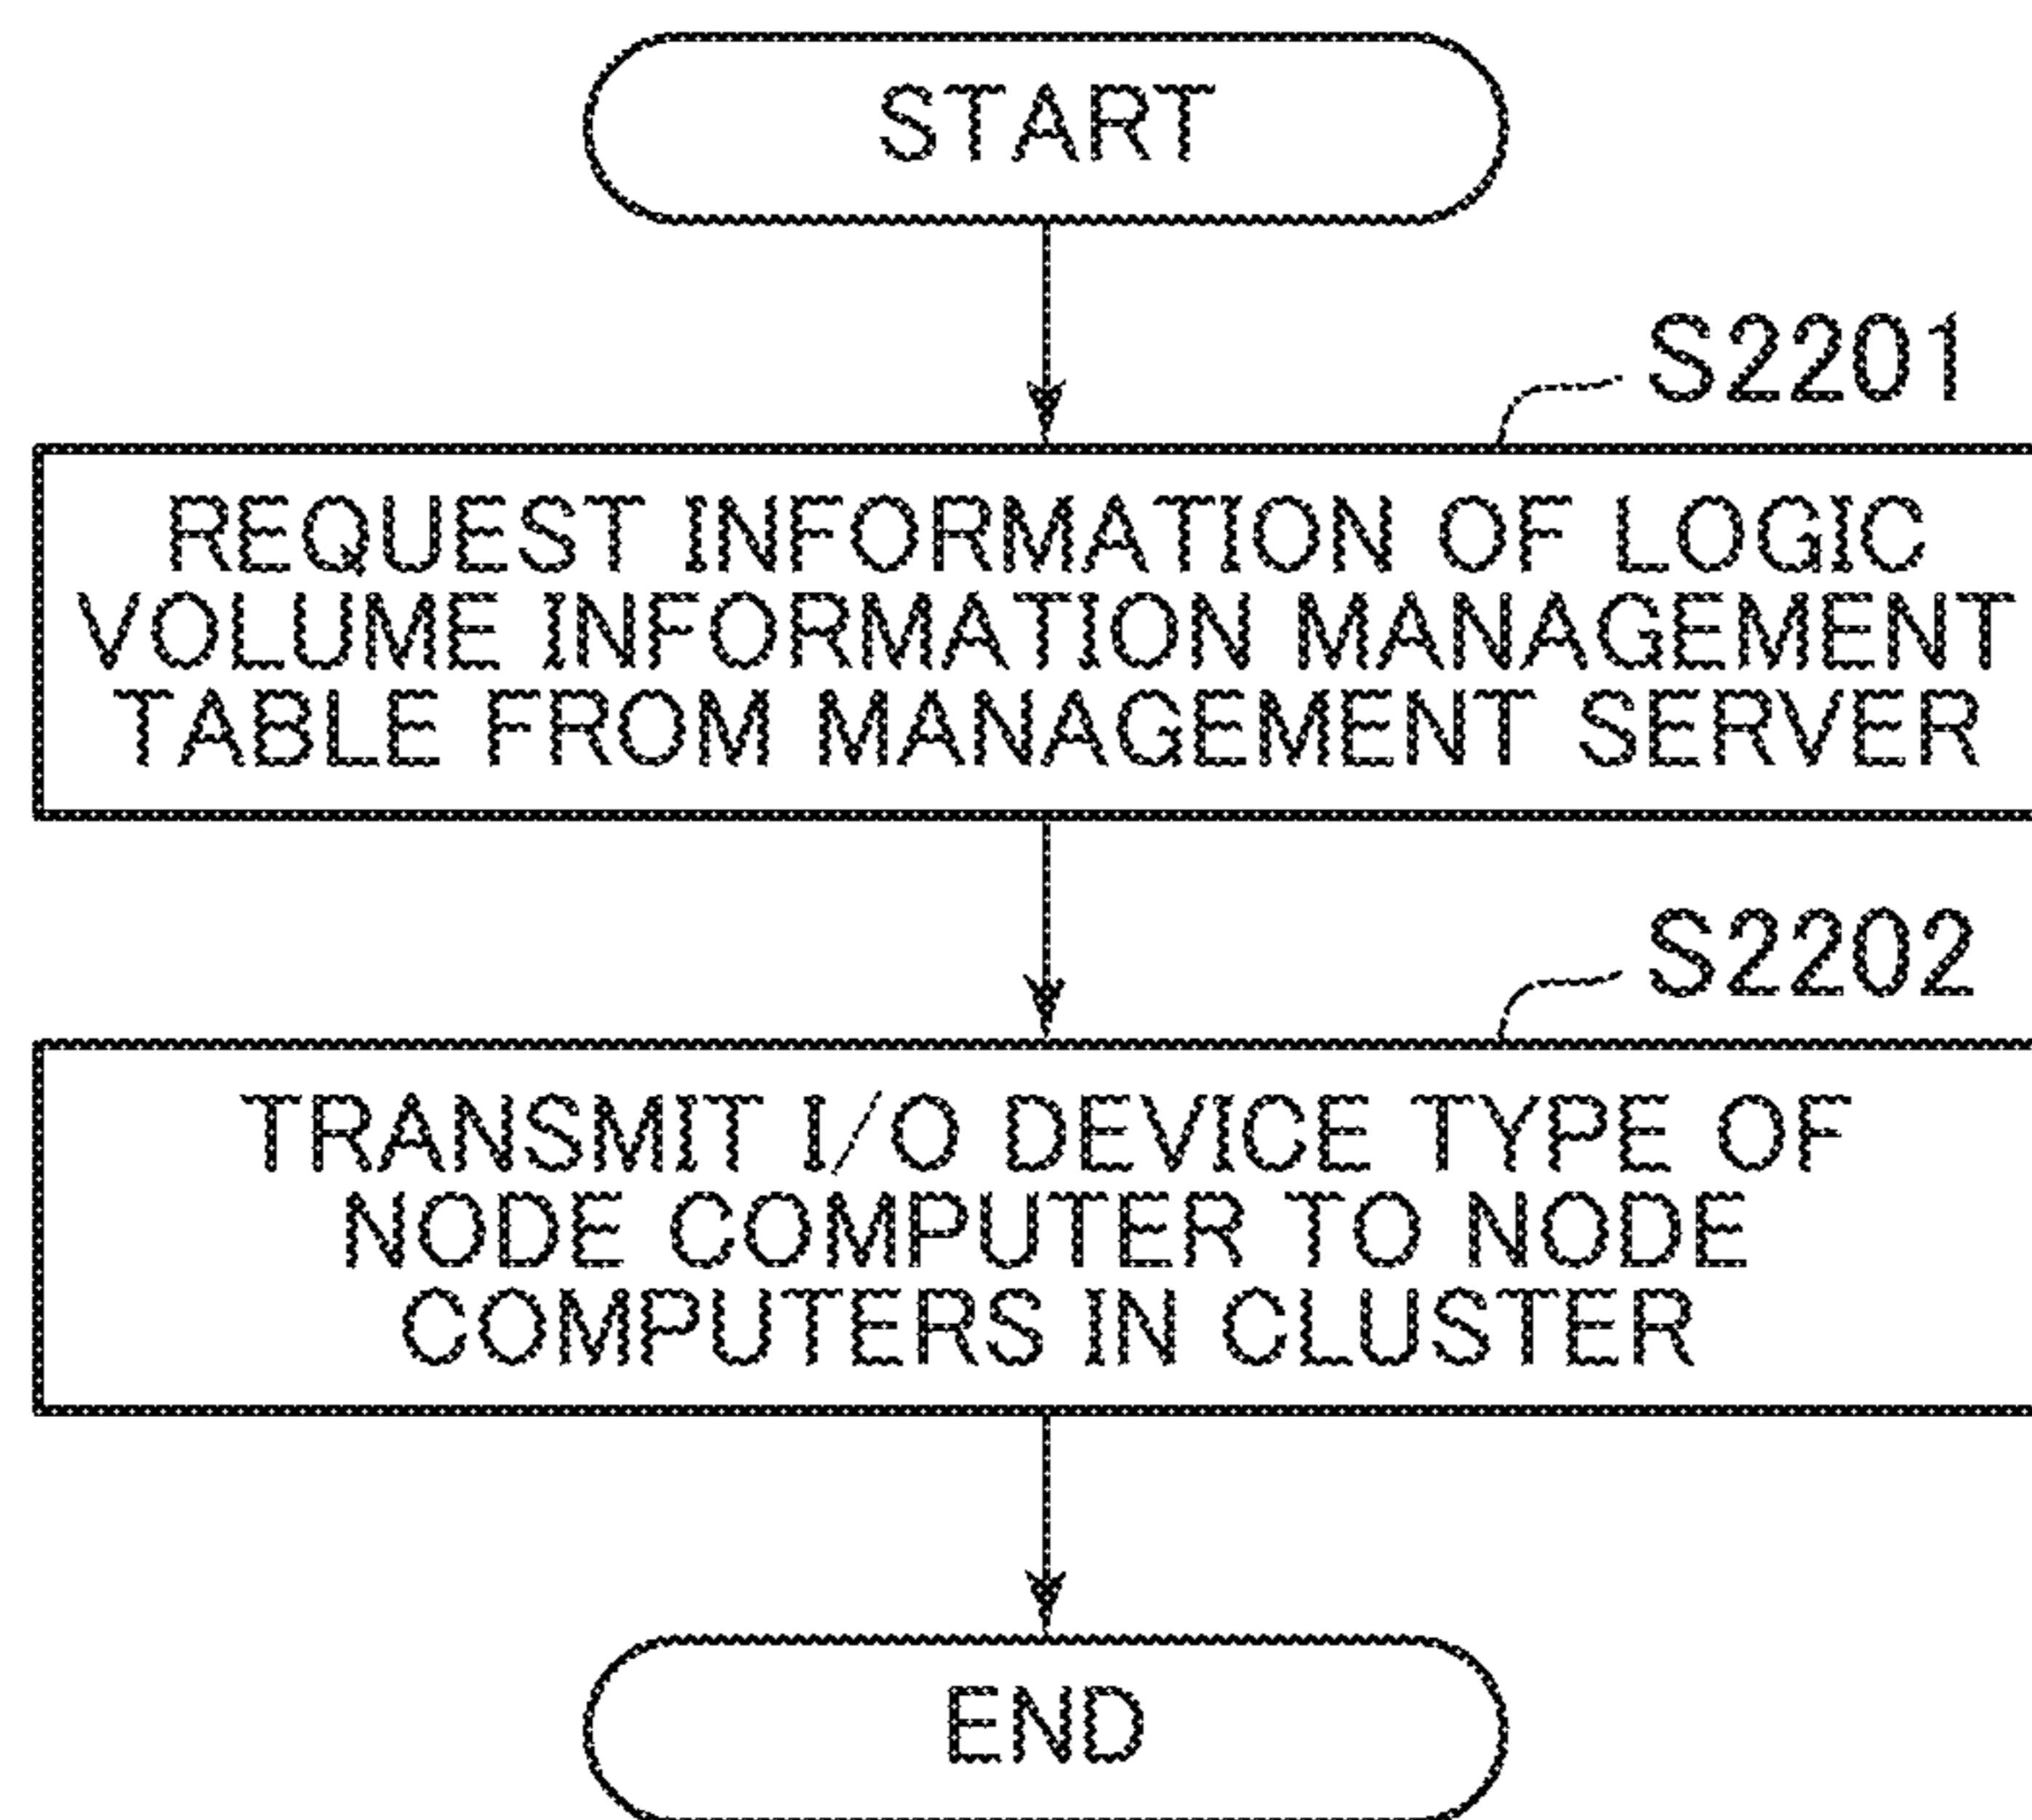 START
S2201
REQUEST INFORMATION OF LOGIC
VOLUME INFORMATION MANAGEMENT
TABLE FROM MANAGEMENT SERVER
S2202
TRANSMIT I/O DEVICE TYPE OF
NODE COMPUTER TO NODE
COMPUTERS IN CLUSTER
END